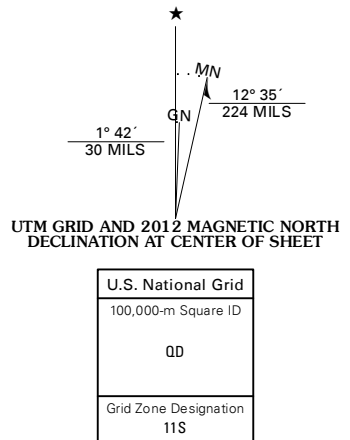 MN
GN
12° 35´
224 MILS
1° 42´
30 MILS
UTM GRID AND 2012 MAGNETIC NORTH
DECLINATION AT CENTER OF SHEET
U.S. National Grid
100,000-m Square ID
QD
Grid Zone Designation
11S